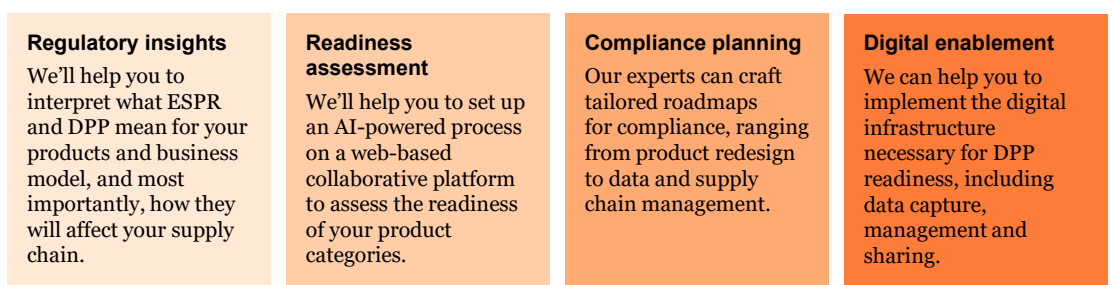 Regulatory insights
We’ll help you to
interpret what ESPR
and DPP mean for your
products and business
model, and most
importantly, how they
will affect your supply
chain.
Readiness
assessment
We’ll help you to set up
an AI-powered process
on a web-based
collaborative platform
to assess the readiness
of your product
categories.
Compliance planning
Our experts can craft
tailored roadmaps
for compliance, ranging
from product redesign
to data and supply
chain management.
Digital enablement
We can help you to
implement the digital
infrastructure
necessary for DPP
readiness, including
data capture,
management and
sharing.